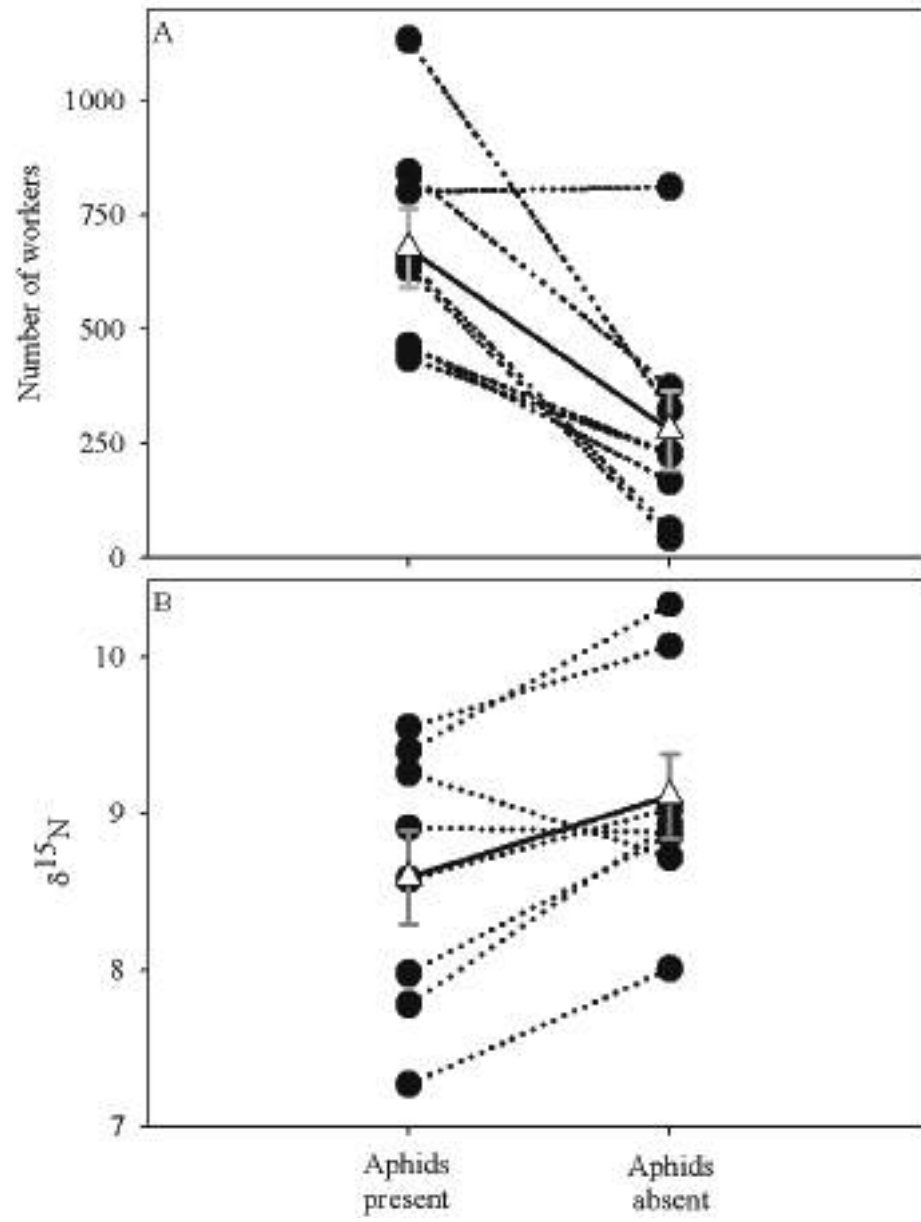 A
1000
750
500
250
0
Number of workers
B
10
9
8
7
δ¹⁵N
Aphids present
Aphids absent